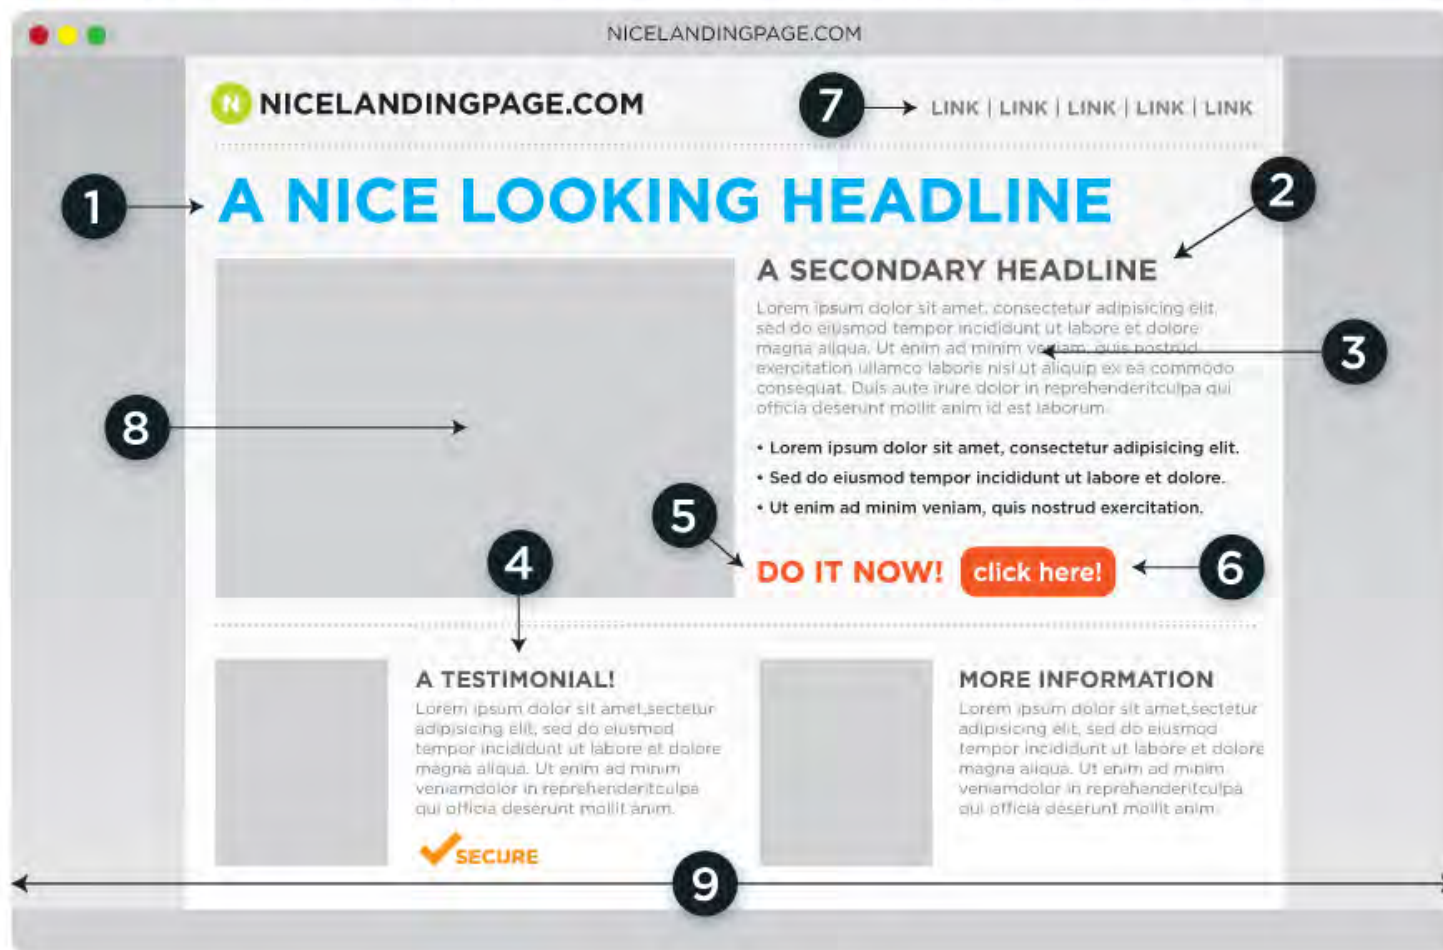 NICELANDINGPAGE.COM
N NICELANDINGPAGE.COM
7 LINK | LINK | LINK | LINK | LINK
1 A NICE LOOKING HEADLINE
2
A SECONDARY HEADLINE
Lorem ipsum dolor sit amet, consectetur adipisicing elit,
sed do eiusmod tempor incididunt ut labore et dolore
magna aliqua. Ut enim ad minim veniam, quis nostrud
3
exercitation ullamco laboris nisi ut aliquip ex ea commodo
consequat. Duis aute irure dolor in reprehenderitculpa qui
officia deserunt mollit anim id est laborum.
8
• Lorem ipsum dolor sit amet, consectetur adipisicing elit.
• Sed do eiusmod tempor incididunt ut labore et dolore.
• Ut enim ad minim veniam, quis nostrud exercitation.
5
DO IT NOW! click here! 6
4
A TESTIMONIAL!
Lorem ipsum dolor sit amet,sectetur
adipisicing elit, sed do eiusmod
tempor incididunt ut labore et dolore
magna aliqua. Ut enim ad minim
veniamdolor in reprehenderitculpa
qui officia deserunt mollit anim.
SECURE
MORE INFORMATION
Lorem ipsum dolor sit amet,sectetur
adipisicing elit, sed do eiusmod
tempor incididunt ut labore et dolore
magna aliqua. Ut enim ad minim
veniamdolor in reprehenderitculpa
qui officia deserunt mollit anim.
9